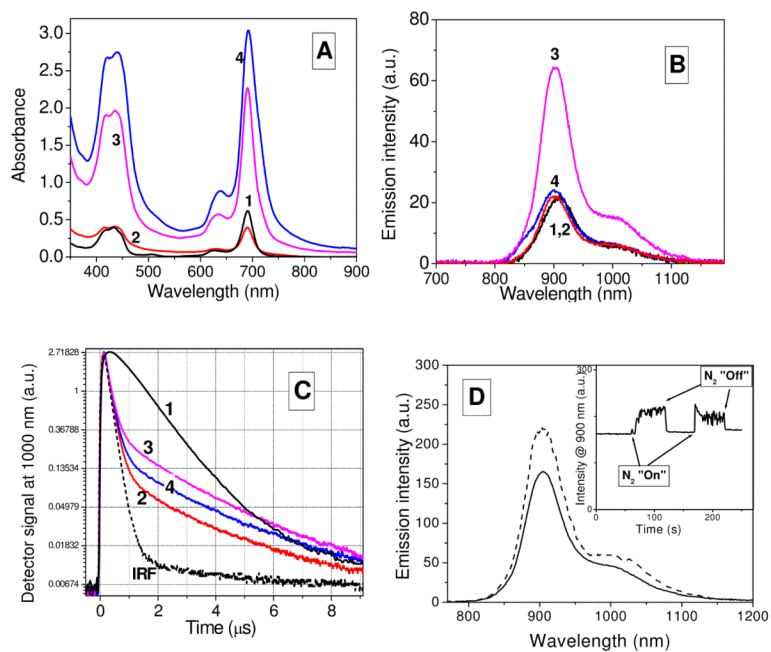 A
Absorbance
3.0
2.5
2.0
1.5
1.0
0.5
0.0
4
3
1
2
400 500 600 700 800 900
Wavelength (nm)
B
Emission intensity (a.u.)
80
60
40
20
0
3
4
1,2
700 800 900 1000 1100
Wavelength (nm)
C
Detector signal at 1000 nm (a.u.)
2.71828
1
0.36788
0.13534
0.04979
0.01832
0.00674
1
3
4
2
IRF
0 2 4 6 8
Time (μs)
D
Emission intensity (a.u.)
300
250
200
150
100
50
0
800 900 1000 1100 1200
Wavelength (nm)
Intensity @ 900 nm (a.u.)
300
0
N2 "Off"
N2 "On"
0 100 200
Time (s)